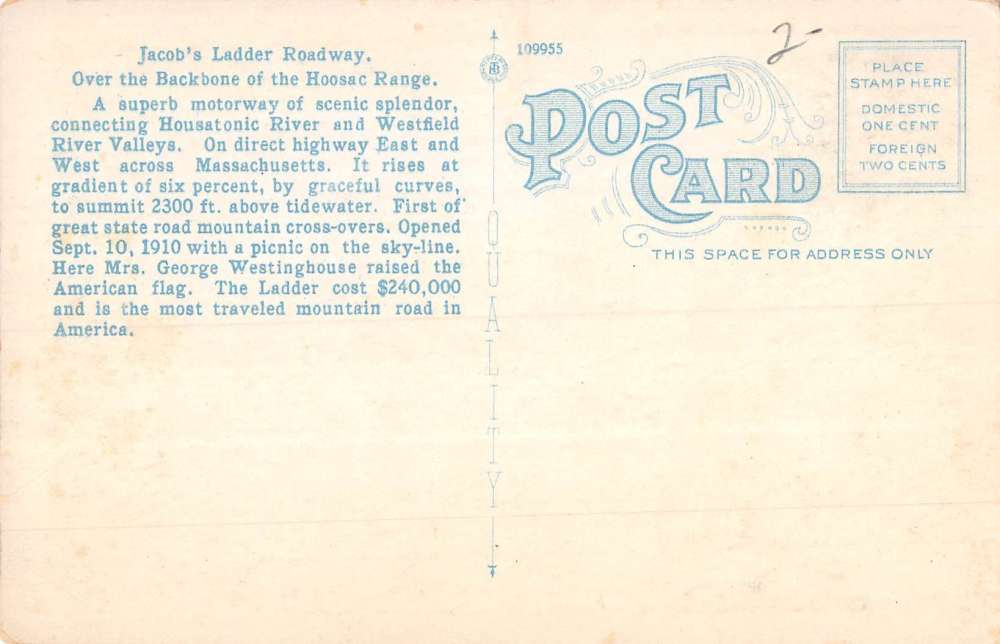 Jacob's Ladder Roadway.
Over the Backbone of the Hoosac Range.
A superb motorway of scenic splendor,
connecting Housatonic River and Westfield
River Valleys. On direct highway East and
West across Massachusetts. It rises at
gradient of six percent, by graceful curves,
to summit 2300 ft. above tidewater. First of
great state road mountain cross-overs. Opened
Sept. 10, 1910 with a picnic on the sky-line.
Here Mrs. George Westinghouse raised the
American flag. The Ladder cost $240,000
and is the most traveled mountain road in
America.
QUALITY
109955
2-
POST
CARD
THIS SPACE FOR ADDRESS ONLY
PLACE
STAMP HERE
DOMESTIC
ONE CENT
FOREIGN
TWO CENTS